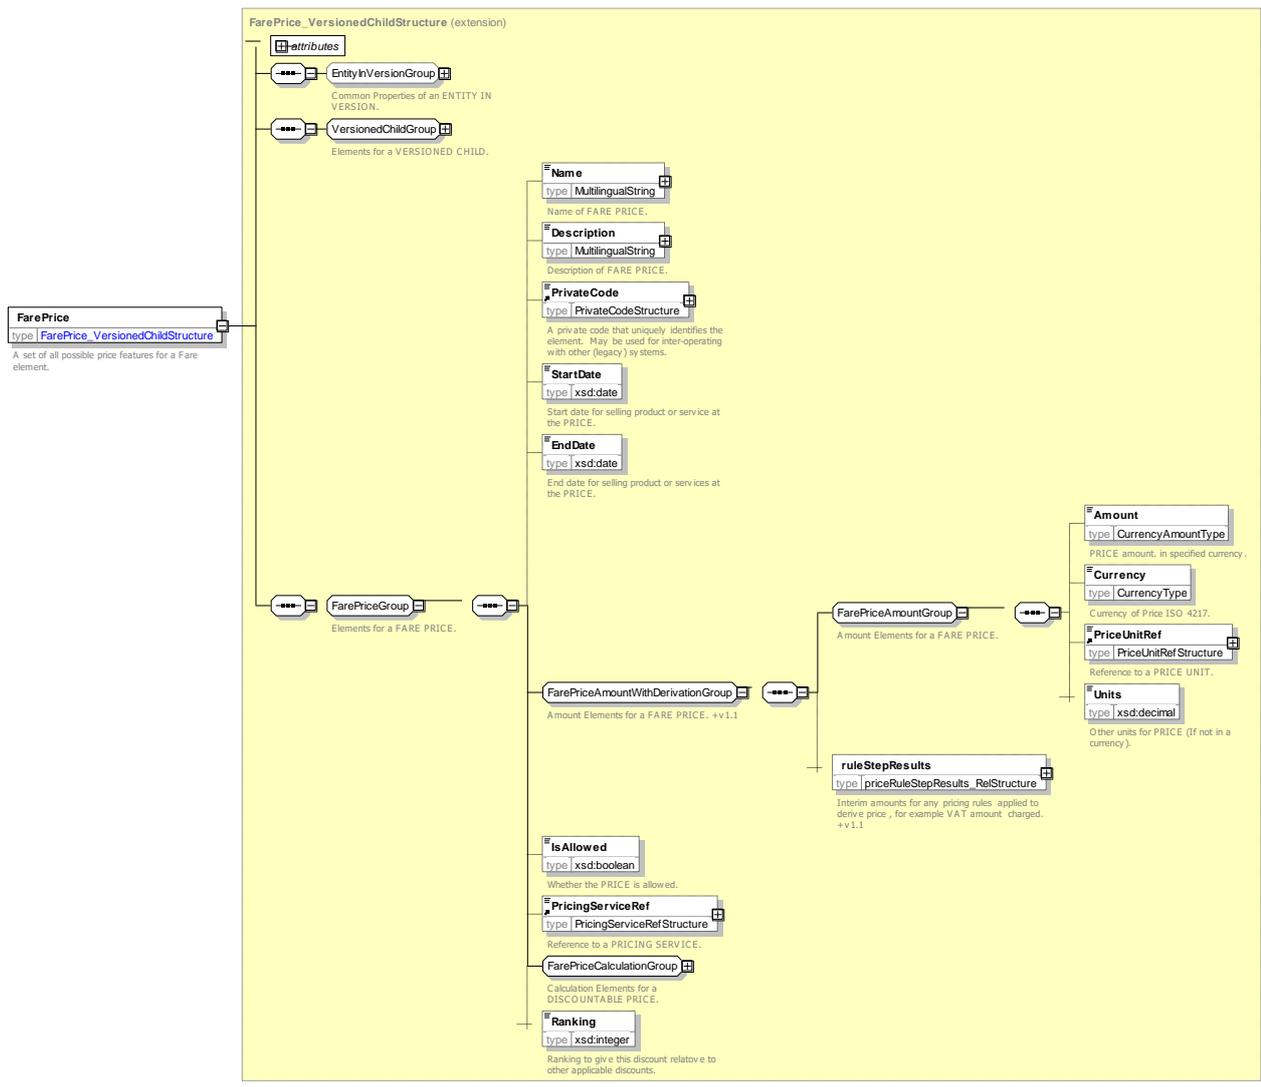 FarePrice_VersionedChildStructure (extension)
attributes
EntityInVersionGroup
Common Properties of an ENTITY IN
VERSION.
VersionedChildGroup
Elements for a VERSIONED CHILD.
Name
type MultilingualString
Name of FARE PRICE.
Description
type MultilingualString
Description of FARE PRICE.
PrivateCode
type PrivateCodeStructure
A private code that uniquely identifies the
element. May be used for inter-operating
with other (legacy) systems.
FarePrice
type FarePrice_VersionedChildStructure
A set of all possible price features for a Fare
element.
StartDate
type xsd:date
Start date for selling product or service at
the PRICE.
EndDate
type xsd:date
End date for selling product or services at
the PRICE.
FarePriceGroup
Elements for a FARE PRICE.
FarePriceAmountWithDerivationGroup
Amount Elements for a FARE PRICE. +v1.1
FarePriceAmountGroup
Amount Elements for a FARE PRICE.
Amount
type CurrencyAmountType
PRICE amount. in specified currency.
Currency
type CurrencyType
Currency of Price ISO 4217.
PriceUnitRef
type PriceUnitRefStructure
Reference to a PRICE UNIT.
Units
type xsd:decimal
Other units for PRICE (If not in a
currency).
ruleStepResults
type priceRuleStepResults_RelStructure
Interim amounts for any pricing rules applied to
derive price , for example VAT amount charged.
+v1.1
IsAllowed
type xsd:boolean
Whether the PRICE is allowed.
PricingServiceRef
type PricingServiceRefStructure
Reference to a PRICING SERVICE.
FarePriceCalculationGroup
Calculation Elements for a
DISCOUNTABLE PRICE.
Ranking
type xsd:integer
Ranking to give this discount relatove to
other applicable discounts.